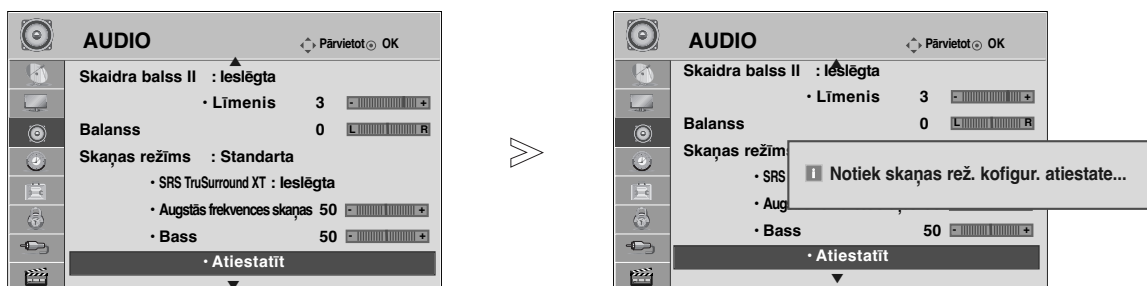 AUDIO
Pārvietot OK
Skaidra balss II : Ieslēgta
• Līmenis 3 - +
Balanss 0 L R
Skaņas režīms : Standarta
• SRS TruSurround XT : Ieslēgta
• Augstās frekvences skaņas 50 - +
• Bass 50 - +
• Atiestatīt
>
AUDIO
Pārvietot OK
Skaidra balss II : Ieslēgta
• Līmenis 3 - +
Balanss 0 L R
Skaņas režīms
i Notiek skaņas rež. kofigur. atiestate...
• SRS
• Aug
• Bass 50 - +
• Atiestatīt